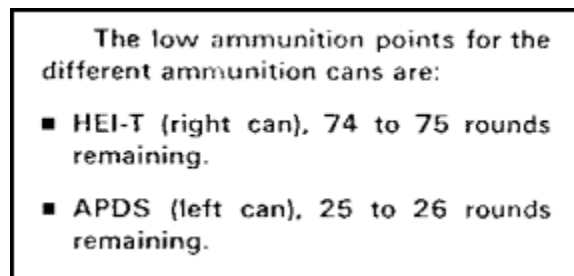 The low ammunition points for the
different ammunition cans are:
■ HEI-T (right can), 74 to 75 rounds
remaining.
■ APDS (left can), 25 to 26 rounds
remaining.